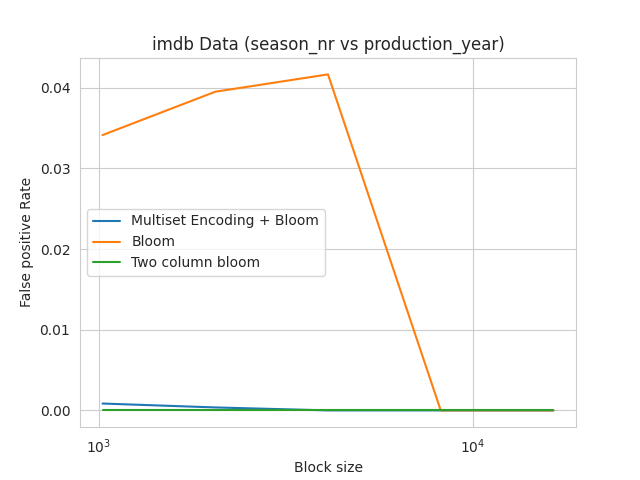 imdb Data (season_nr vs production_year)
False positive Rate
0.04
0.03
0.02
0.01
0.00
Multiset Encoding + Bloom
Bloom
Two column bloom
10³
10⁴
Block size